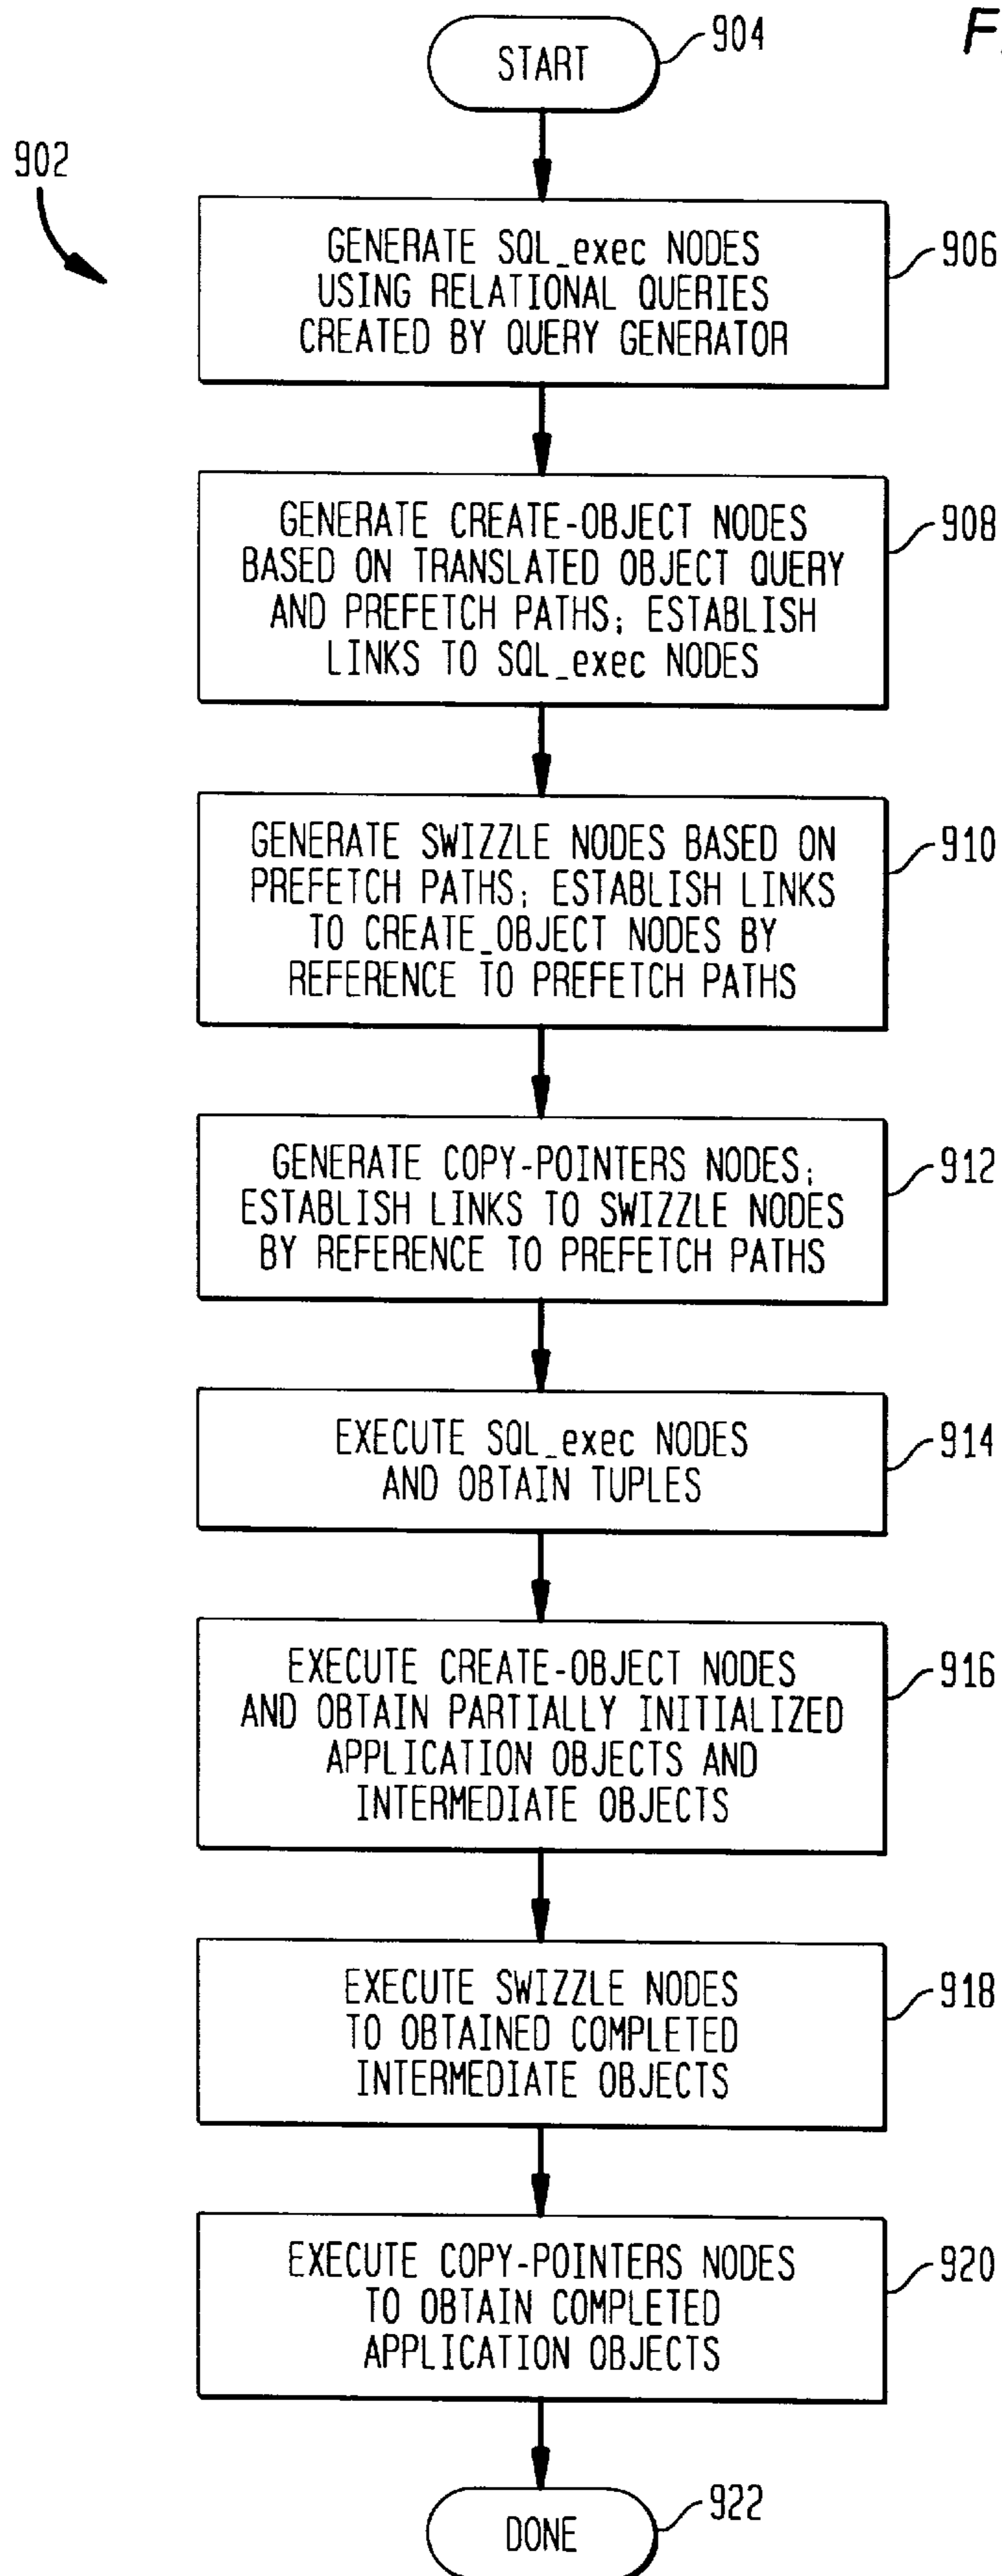 F
904
START
902
906
GENERATE SQL_exec NODES
USING RELATIONAL QUERIES
CREATED BY QUERY GENERATOR
908
GENERATE CREATE-OBJECT NODES
BASED ON TRANSLATED OBJECT QUERY
AND PREFETCH PATHS; ESTABLISH
LINKS TO SQL_exec NODES
910
GENERATE SWIZZLE NODES BASED ON
PREFETCH PATHS; ESTABLISH LINKS
TO CREATE_OBJECT NODES BY
REFERENCE TO PREFETCH PATHS
912
GENERATE COPY-POINTERS NODES;
ESTABLISH LINKS TO SWIZZLE NODES
BY REFERENCE TO PREFETCH PATHS
914
EXECUTE SQL_exec NODES
AND OBTAIN TUPLES
916
EXECUTE CREATE-OBJECT NODES
AND OBTAIN PARTIALLY INITIALIZED
APPLICATION OBJECTS AND
INTERMEDIATE OBJECTS
918
EXECUTE SWIZZLE NODES
TO OBTAINED COMPLETED
INTERMEDIATE OBJECTS
920
EXECUTE COPY-POINTERS NODES
TO OBTAIN COMPLETED
APPLICATION OBJECTS
922
DONE